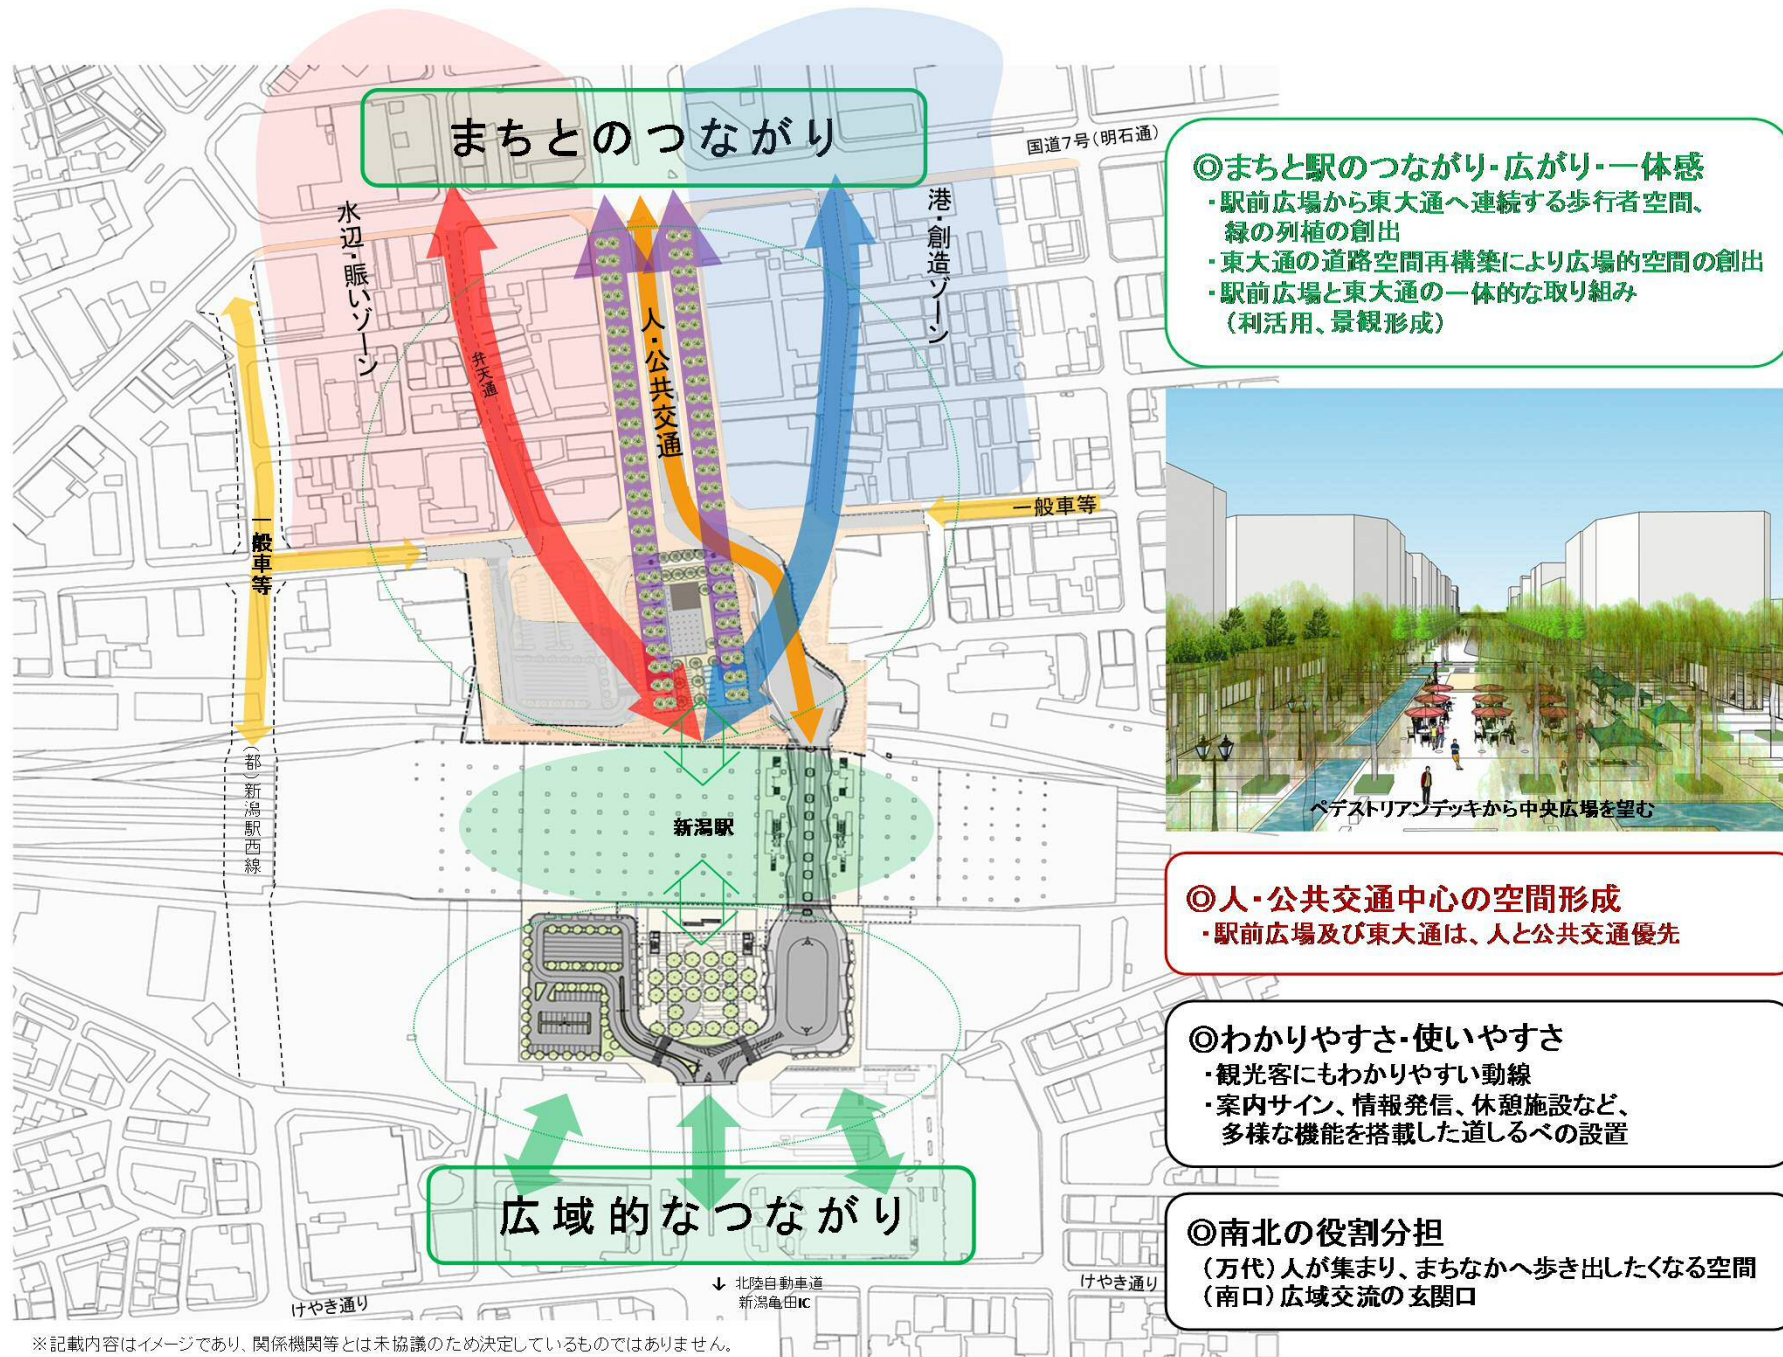 まちとのつながり
国道7号(明石通)
水辺・賑いゾーン
港・創造ゾーン
弁天通
人・公共交通
一般車等
一般車等
(都)新潟駅西線
新潟駅
広域的なつながり
↓ 北陸自動車道
新潟亀田IC
けやき通り
けやき通り
※記載内容はイメージであり、関係機関等とは未協議のため決定しているものではありません。
◎まちと駅のつながり・広がり・一体感
・駅前広場から東大通へ連続する歩行者空間、
緑の列植の創出
・東大通の道路空間再構築により広場的空間の創出
・駅前広場と東大通の一体的な取り組み
(利活用、景観形成)
ペデストリアンデッキから中央広場を望む
◎人・公共交通中心の空間形成
・駅前広場及び東大通は、人と公共交通優先
◎わかりやすさ・使いやすさ
・観光客にもわかりやすい動線
・案内サイン、情報発信、休憩施設など、
多様な機能を搭載した道しるべの設置
◎南北の役割分担
(万代)人が集まり、まちなかへ歩き出したくなる空間
(南口)広域交流の玄関口